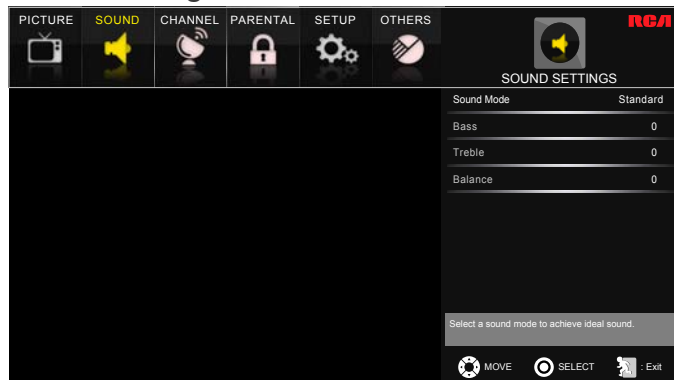 PICTURE SOUND CHANNEL PARENTAL SETUP OTHERS
RCA
SOUND SETTINGS
Sound Mode Standard
Bass 0
Treble 0
Balance 0
Select a sound mode to achieve ideal sound.
MOVE SELECT : Exit